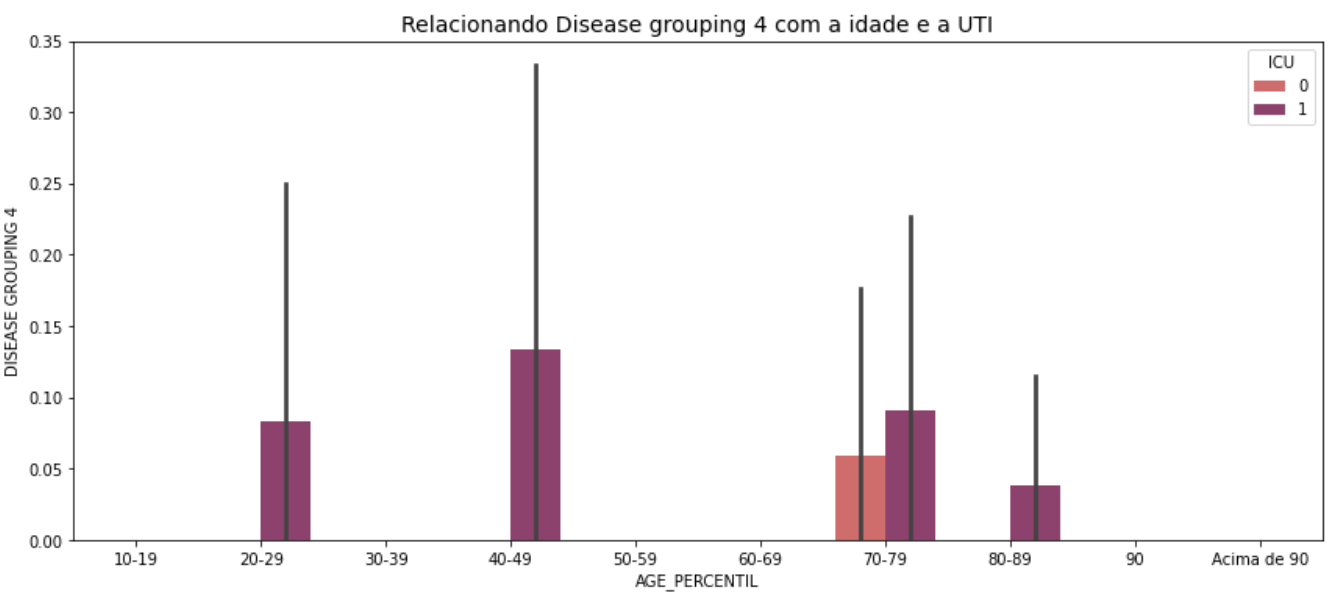 Relacionando Disease grouping 4 com a idade e a UTI
ICU
0
1
DISEASE GROUPING 4
0.35
0.30
0.25
0.20
0.15
0.10
0.05
0.00
10-19 20-29 30-39 40-49 50-59 60-69 70-79 80-89 90 Acima de 90
AGE_PERCENTIL